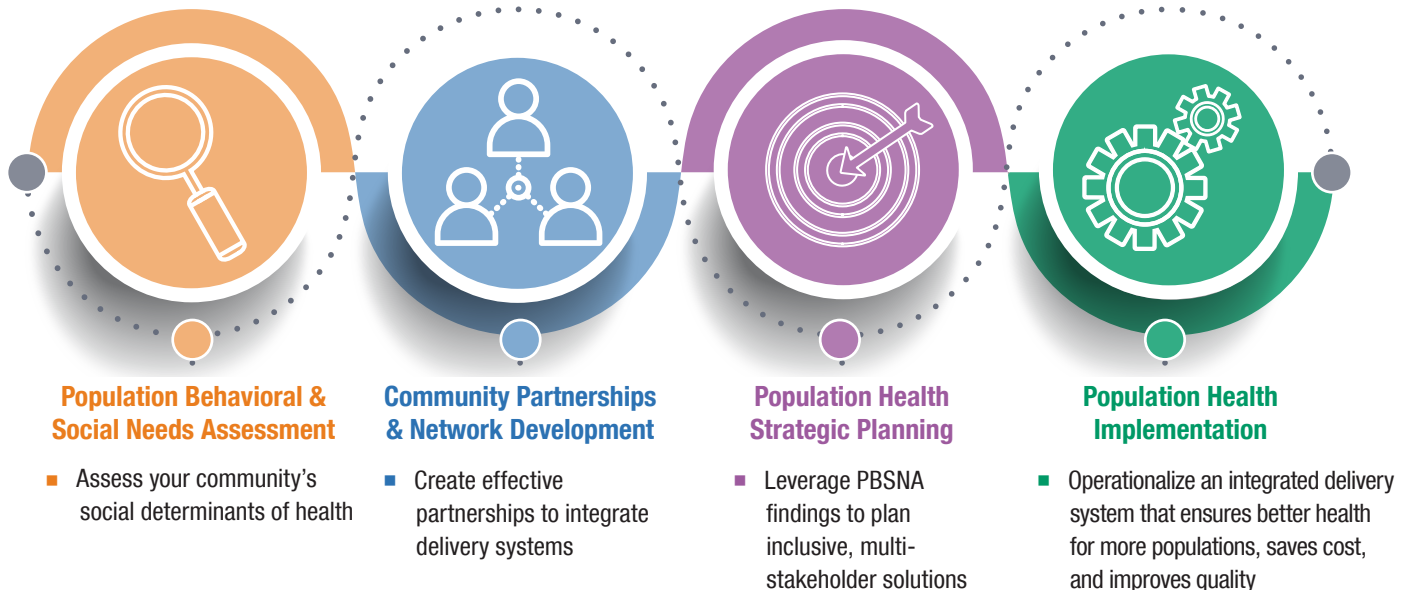 Population Behavioral &
Social Needs Assessment
■ Assess your community's
social determinants of health
Community Partnerships
& Network Development
■ Create effective
partnerships to integrate
delivery systems
Population Health
Strategic Planning
■ Leverage PBSNA
findings to plan
inclusive, multi-
stakeholder solutions
Population Health
Implementation
■ Operationalize an integrated delivery
system that ensures better health
for more populations, saves cost,
and improves quality